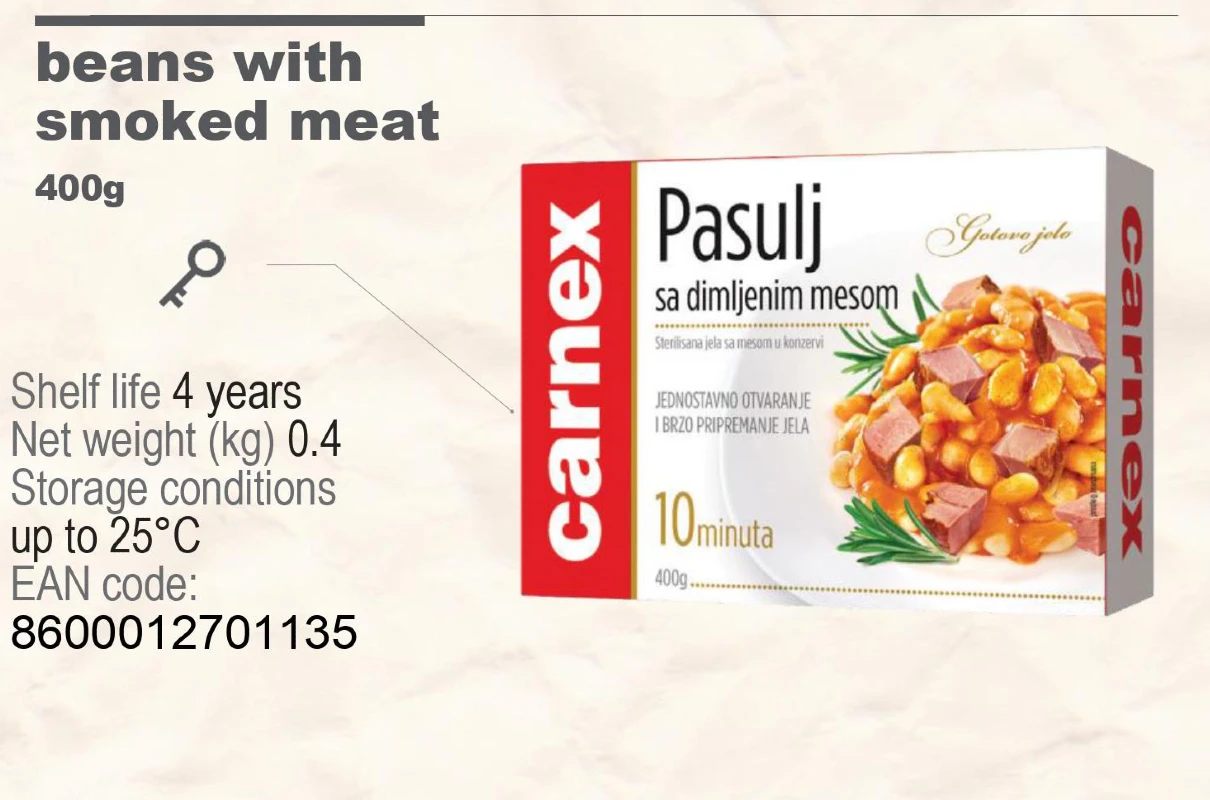 beans with
smoked meat
400g
Shelf life 4 years
Net weight (kg) 0.4
Storage conditions
up to 25°C
EAN code:
8600012701135
carnex
Pasulj
Gotovo jelo
sa dimljenim mesom
Sterilisana jela sa mesom u konzervi
JEDNOSTAVNO OTVARANJE
I BRZO PRIPREMANJE JELA
10 minuta
400g
carnex